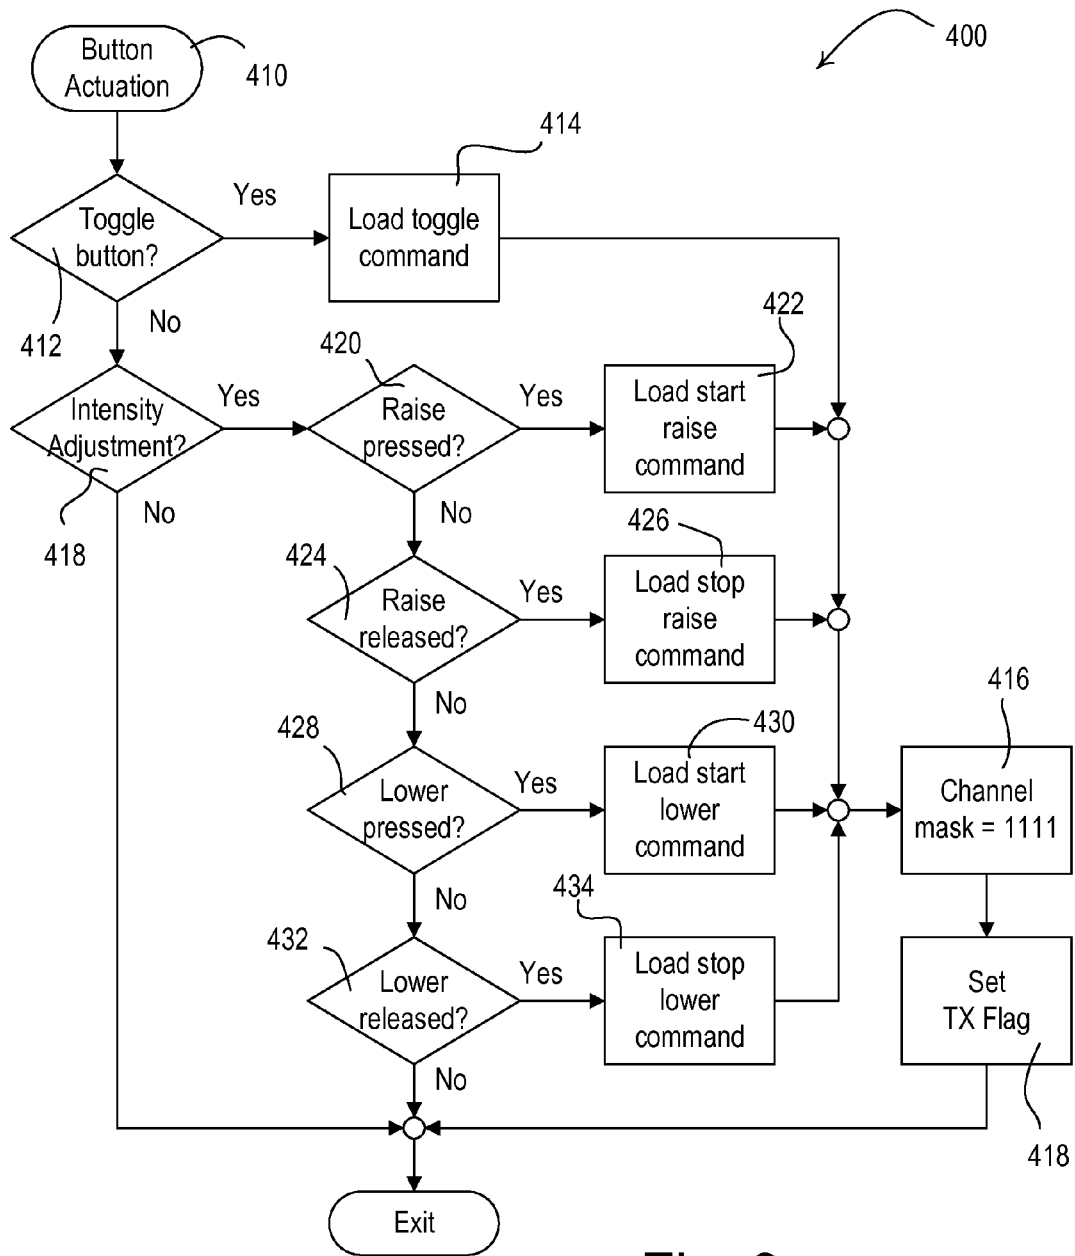 400
Button
Actuation
410
414
Toggle
button?
Yes
Load toggle
command
412
No
422
420
Intensity
Adjustment?
Yes
Raise
pressed?
Yes
Load start
raise
command
418
No
No
426
424
Raise
released?
Yes
Load stop
raise
command
416
No
428
430
Lower
pressed?
Yes
Load start
lower
command
Channel
mask = 1111
No
434
432
Lower
released?
Yes
Load stop
lower
command
Set
TX Flag
No
418
Exit